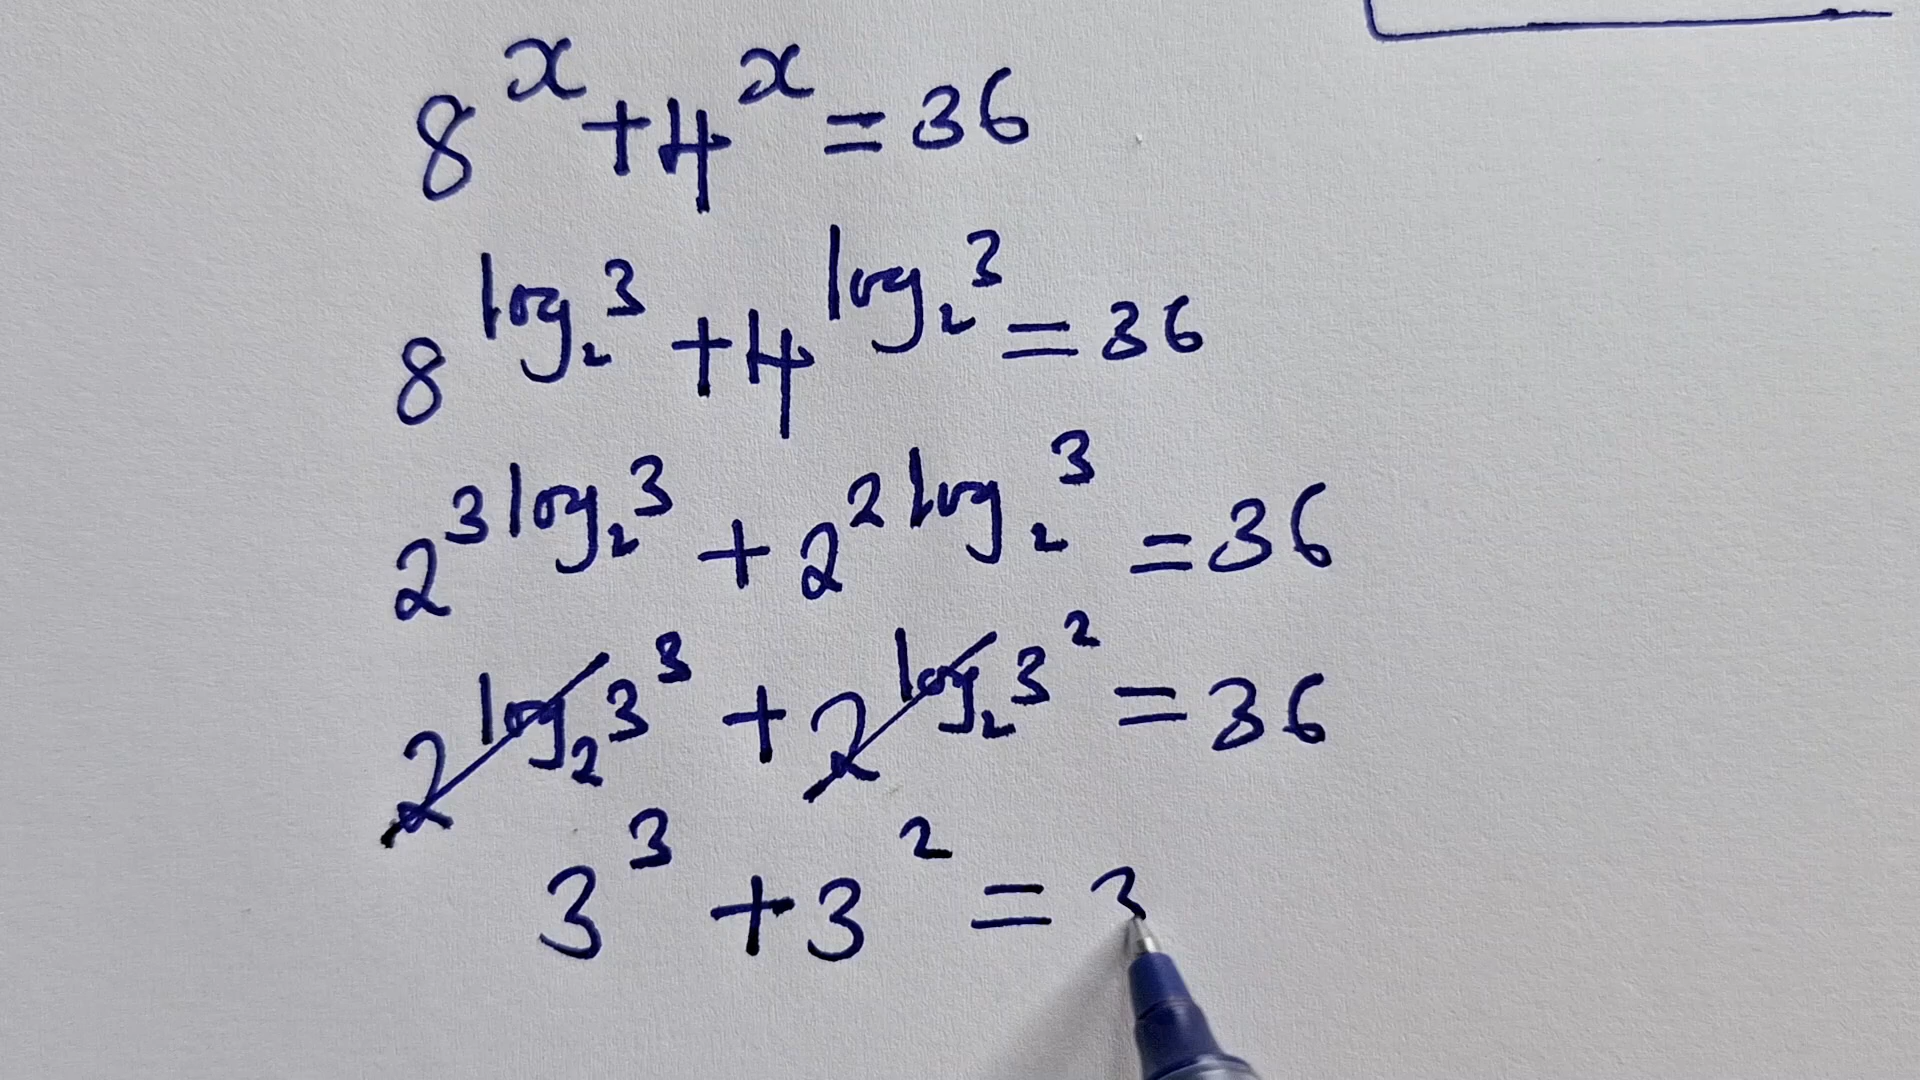 8^x + 4^x = 36
8^{log_2 3} + 4^{log_2 3} = 36
2^{3 log_2 3} + 2^{2 log_2 3} = 36
2^{log_2 3^3} + 2^{log_2 3^2} = 36
3^3 + 3^2 = 3